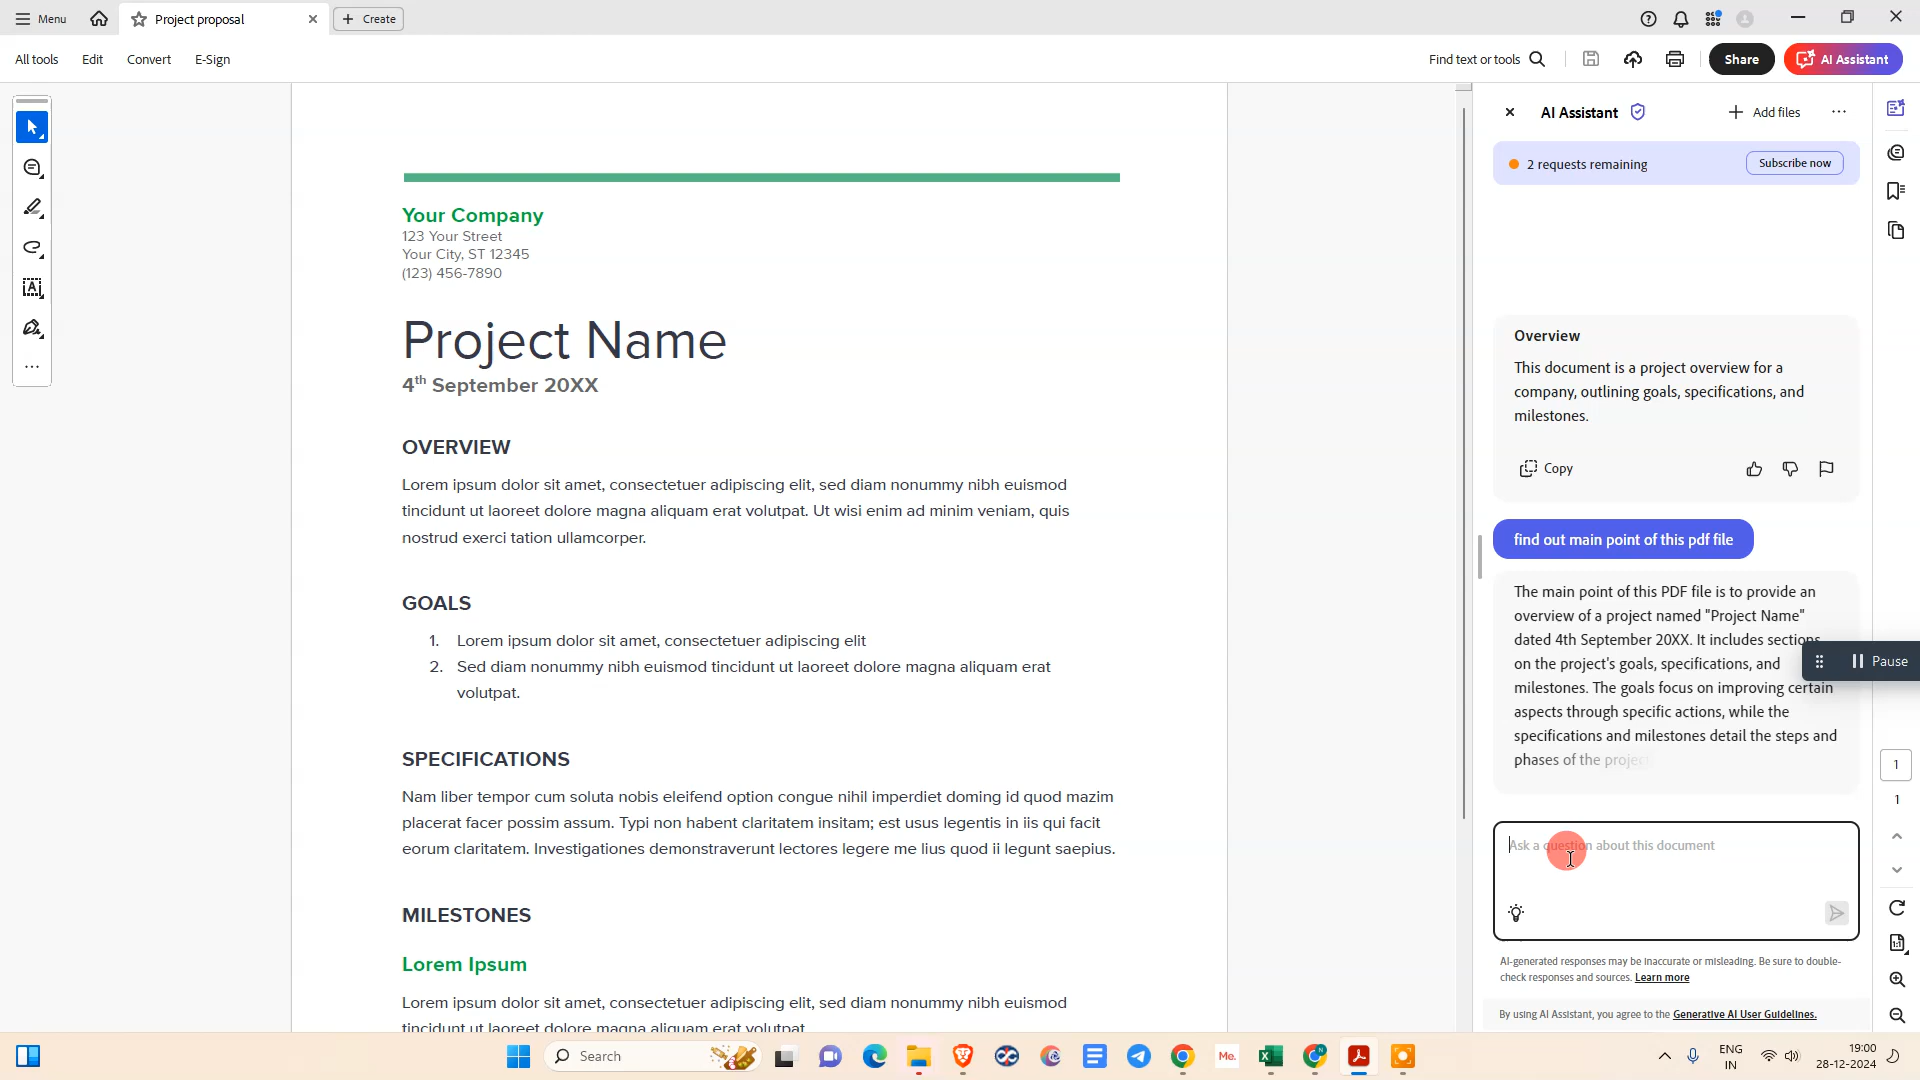 Menu
Project proposal
Create
All tools
Edit
Convert
E-Sign
Find text or tools
Share
AI Assistant
Your Company
123 Your Street
Your City, ST 12345
(123) 456-7890
Project Name
4th September 20XX
OVERVIEW
Lorem ipsum dolor sit amet, consectetuer adipiscing elit, sed diam nonummy nibh euismod
tincidunt ut laoreet dolore magna aliquam erat volutpat. Ut wisi enim ad minim veniam, quis
nostrud exerci tation ullamcorper.
GOALS
1. Lorem ipsum dolor sit amet, consectetuer adipiscing elit
2. Sed diam nonummy nibh euismod tincidunt ut laoreet dolore magna aliquam erat
volutpat.
SPECIFICATIONS
Nam liber tempor cum soluta nobis eleifend option congue nihil imperdiet doming id quod mazim
placerat facer possim assum. Typi non habent claritatem insitam; est usus legentis in iis qui facit
eorum claritatem. Investigationes demonstraverunt lectores legere me lius quod ii legunt saepius.
MILESTONES
Lorem Ipsum
Lorem ipsum dolor sit amet, consectetuer adipiscing elit, sed diam nonummy nibh euismod
tincidunt ut laoreet dolore magna aliquam erat volutpat
AI Assistant
Add files
2 requests remaining
Subscribe now
Overview
This document is a project overview for a
company, outlining goals, specifications, and
milestones.
Copy
find out main point of this pdf file
The main point of this PDF file is to provide an
overview of a project named "Project Name"
dated 4th September 20XX. It includes sections
on the project's goals, specifications, and
milestones. The goals focus on improving certain
aspects through specific actions, while the
specifications and milestones detail the steps and
phases of the project
Pause
Ask a question about this document
AI-generated responses may be inaccurate or misleading. Be sure to double-
check responses and sources. Learn more
By using AI Assistant, you agree to the Generative AI User Guidelines.
1
1
1:1
Search
Me.
ENG
IN
19:00
28-12-2024